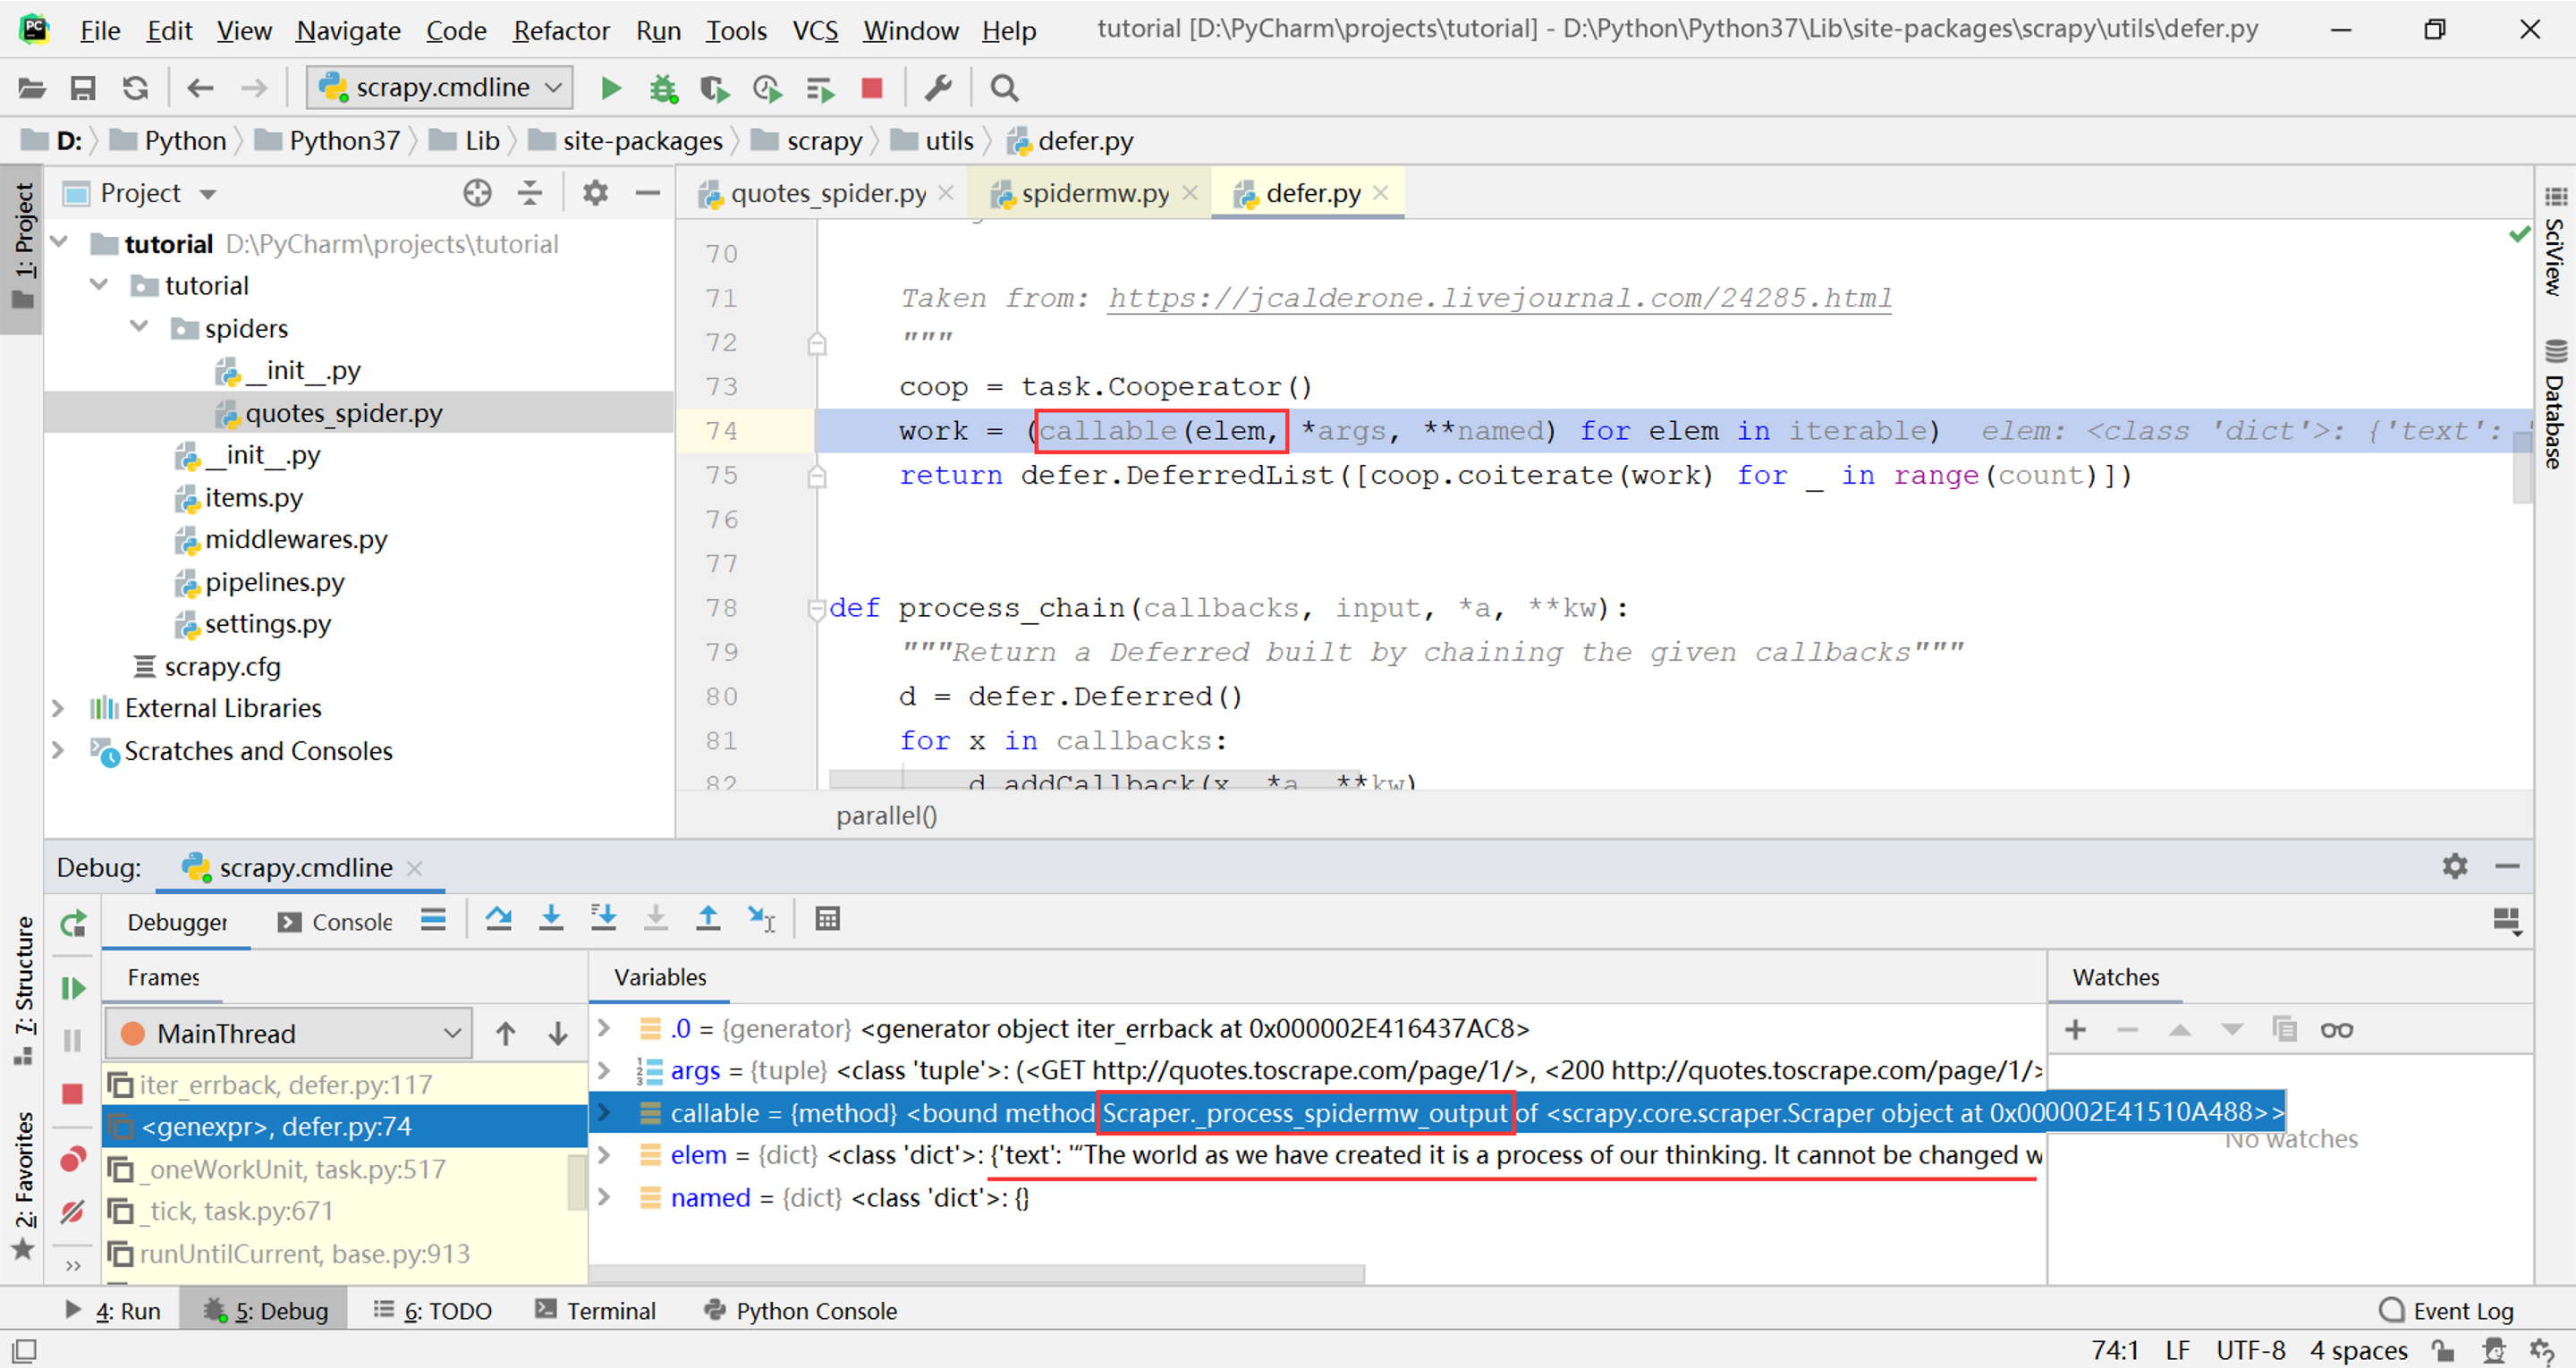 PC File Edit View Navigate Code Refactor Run Tools VCS Window Help tutorial [D:\PyCharm\projects\tutorial] - D:\Python\Python37\Lib\site-packages\scrapy\utils\defer.py
scrapy.cmdline
D: Python Python37 Lib site-packages scrapy utils defer.py
1: Project
Project
quotes_spider.py spidermw.py defer.py
SciView
Database
tutorial D:\PyCharm\projects\tutorial
tutorial
spiders
__init__.py
quotes_spider.py
__init__.py
items.py
middlewares.py
pipelines.py
settings.py
scrapy.cfg
External Libraries
Scratches and Consoles
70
71 Taken from: https://jcalderone.livejournal.com/24285.html
72 """
73 coop = task.Cooperator()
74 work = (callable(elem, *args, **named) for elem in iterable) elem: <class 'dict'>: {'text': '
75 return defer.DeferredList([coop.coiterate(work) for _ in range(count)])
76
77
78 def process_chain(callbacks, input, *a, **kw):
79 """Return a Deferred built by chaining the given callbacks"""
80 d = defer.Deferred()
81 for x in callbacks:
82 d.addCallback(x, *a, **kw)
parallel()
Debug: scrapy.cmdline
7: Structure
2: Favorites
Debugger Console
Frames
MainThread
iter_errback, defer.py:117
<genexpr>, defer.py:74
_oneWorkUnit, task.py:517
_tick, task.py:671
runUntilCurrent, base.py:913
Variables
.0 = {generator} <generator object iter_errback at 0x000002E416437AC8>
args = {tuple} <class 'tuple'>: (<GET http://quotes.toscrape.com/page/1/>, <200 http://quotes.toscrape.com/page/1/>
callable = {method} <bound method Scraper._process_spidermw_output of <scrapy.core.scraper.Scraper object at 0x000002E41510A488>>
elem = {dict} <class 'dict'>: {'text': '“The world as we have created it is a process of our thinking. It cannot be changed w
named = {dict} <class 'dict'>: {}
Watches
No watches
4: Run 5: Debug 6: TODO Terminal Python Console Event Log
74:1 LF UTF-8 4 spaces